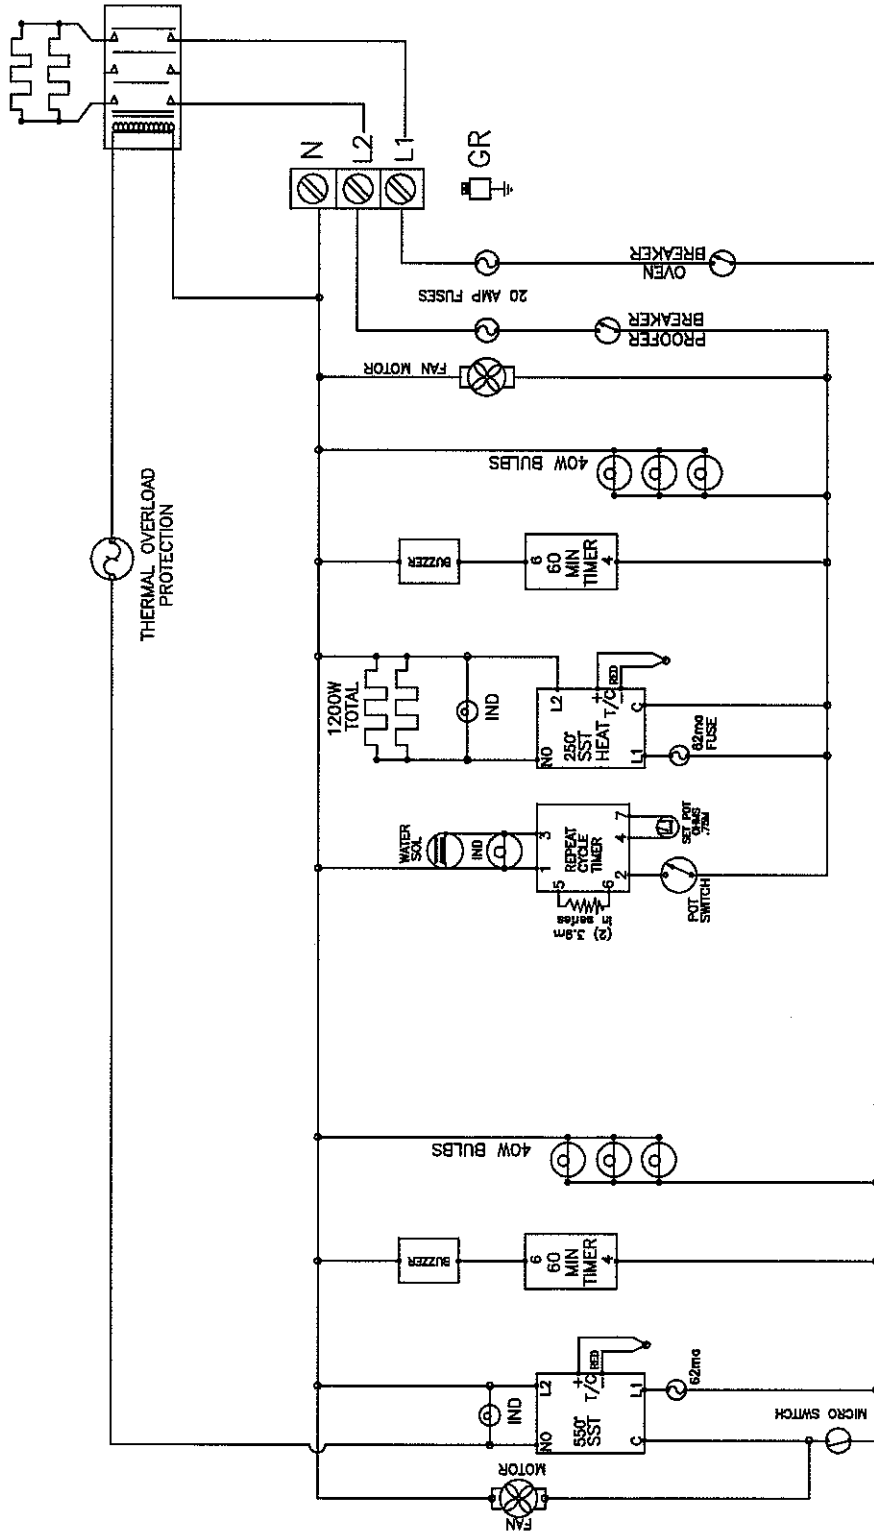 N
L2
L1
GR
OVEN
BREAKER
20 AMP FUSES
PROOFER
BREAKER
FAN MOTOR
40W BULBS
THERMAL OVERLOAD
PROTECTION
BUZZER
6
60
MIN
TIMER
4
1200W
TOTAL
IND
L2
+
T/C
RED
–
NO
250°
SST
HEAT
L1
C
62ma
FUSE
WATER
SOL
IND
3
1
REPEAT
CYCLE
TIMER
7
4
2
5
6
SET POT
OHMS
.75M
(2) 3.9m
in series
POT
SWITCH
40W BULBS
BUZZER
6
60
MIN
TIMER
4
IND
L2
+
T/C
RED
–
NO
550°
SST
L1
C
62ma
MICRO SWITCH
FAN
MOTOR